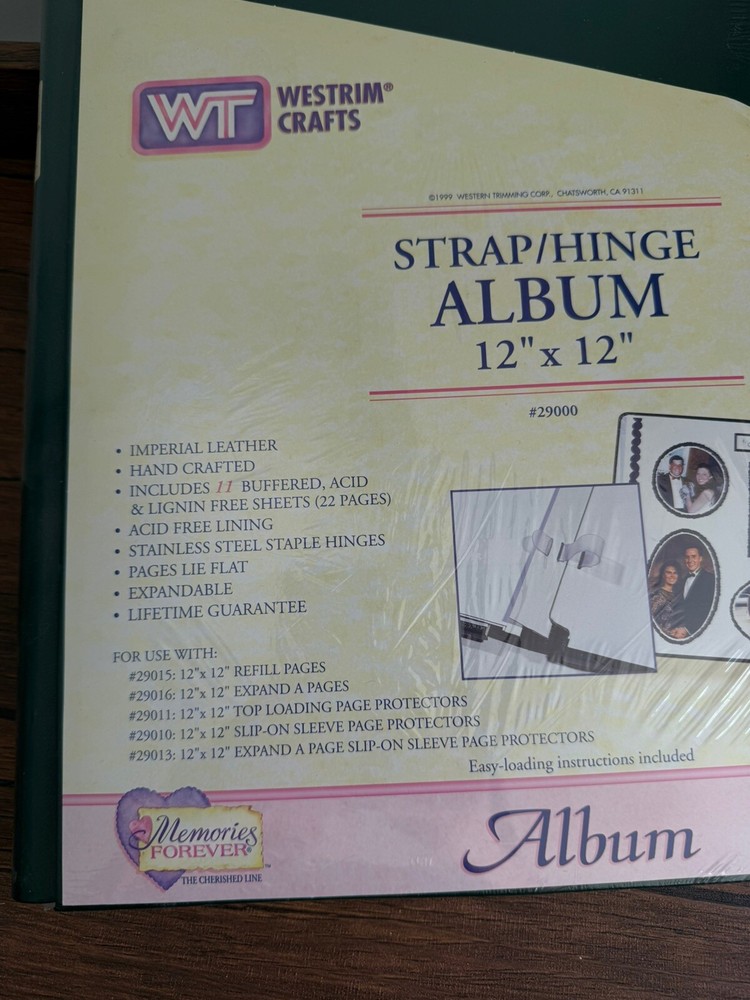 WT WESTRIM®
CRAFTS
©1999 WESTERN TRIMMING CORP., CHATSWORTH, CA 91311
STRAP/HINGE
ALBUM
12" x 12"
#29000
• IMPERIAL LEATHER
• HAND CRAFTED
• INCLUDES 11 BUFFERED, ACID
& LIGNIN FREE SHEETS (22 PAGES)
• ACID FREE LINING
• STAINLESS STEEL STAPLE HINGES
• PAGES LIE FLAT
• EXPANDABLE
• LIFETIME GUARANTEE
FOR USE WITH:
#29015: 12"x 12" REFILL PAGES
#29016: 12"x 12" EXPAND A PAGES
#29011: 12"x 12" TOP LOADING PAGE PROTECTORS
#29010: 12"x 12" SLIP-ON SLEEVE PAGE PROTECTORS
#29013: 12"x 12" EXPAND A PAGE SLIP-ON SLEEVE PAGE PROTECTORS
Easy-loading instructions included
Memories
FOREVER®™
THE CHERISHED LINE
Album